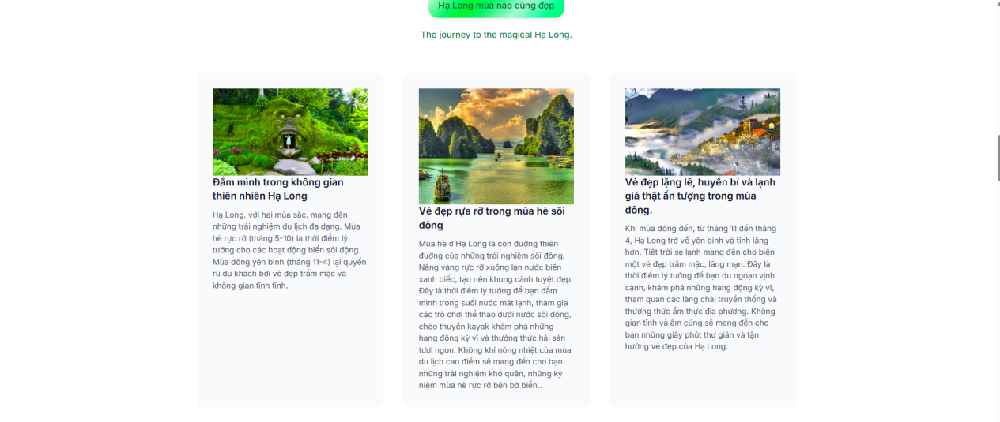 Hạ Long mùa nào cũng đẹp
The journey to the magical Hạ Long.
Đắm mình trong không gian
thiên nhiên Hạ Long
Hạ Long, với hai mùa sắc, mang đến
những trải nghiệm du lịch đa dạng. Mùa
hè rực rỡ (tháng 5-10) là thời điểm lý
tưởng cho các hoạt động biển sôi động.
Mùa đông yên bình (tháng 11-4) lại quyến
rũ du khách bởi vẻ đẹp trầm mặc và
không gian tĩnh tĩnh.
Vẻ đẹp rựa rỡ trong mùa hè sôi
động
Mùa hè ở Hạ Long là con đường thiên
đường của những trải nghiệm sôi động.
Nắng vàng rực rỡ xuống làn nước biển
xanh biếc, tạo nên khung cảnh tuyệt đẹp.
Đây là thời điểm lý tưởng để bạn đắm
mình trong suối nước mát lạnh, tham gia
các trò chơi thể thao dưới nước sôi động,
chèo thuyền kayak khám phá những
hang động kỳ vĩ và thưởng thức hải sản
tươi ngon. Không khí nóng nhiệt của mùa
du lịch cao điểm sẽ mang đến cho bạn
những trải nghiệm khó quên, những kỷ
niệm mùa hè rực rỡ bên bờ biển..
Vẻ đẹp lặng lẽ, huyền bí và lạnh
giá thật ấn tượng trong mùa
đông.
Khi mùa đông đến, từ tháng 11 đến tháng
4, Hạ Long trở về yên bình và tĩnh lặng
hơn. Tiết trời se lạnh mang đến cho biển
một vẻ đẹp trầm mặc, lãng mạn. Đây là
thời điểm lý tưởng để bạn du ngoạn vịnh
cảnh, khám phá những hang động kỳ vĩ,
tham quan các làng chài truyền thống và
thưởng thức ẩm thực địa phương. Không
gian tĩnh và ấm cúng sẽ mang đến cho
bạn những giây phút thư giãn và tận
hưởng vẻ đẹp của Hạ Long.